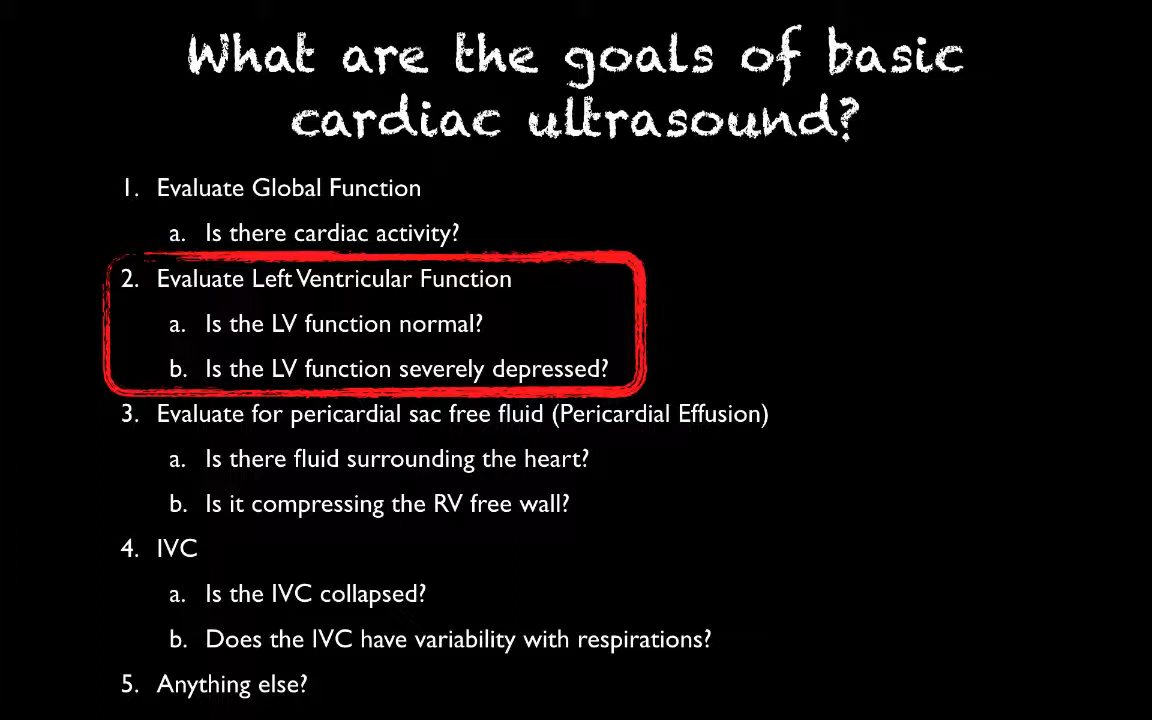 What are the goals of basic
cardiac ultrasound?
1. Evaluate Global Function
a. Is there cardiac activity?
2. Evaluate Left Ventricular Function
a. Is the LV function normal?
b. Is the LV function severely depressed?
3. Evaluate for pericardial sac free fluid (Pericardial Effusion)
a. Is there fluid surrounding the heart?
b. Is it compressing the RV free wall?
4. IVC
a. Is the IVC collapsed?
b. Does the IVC have variability with respirations?
5. Anything else?